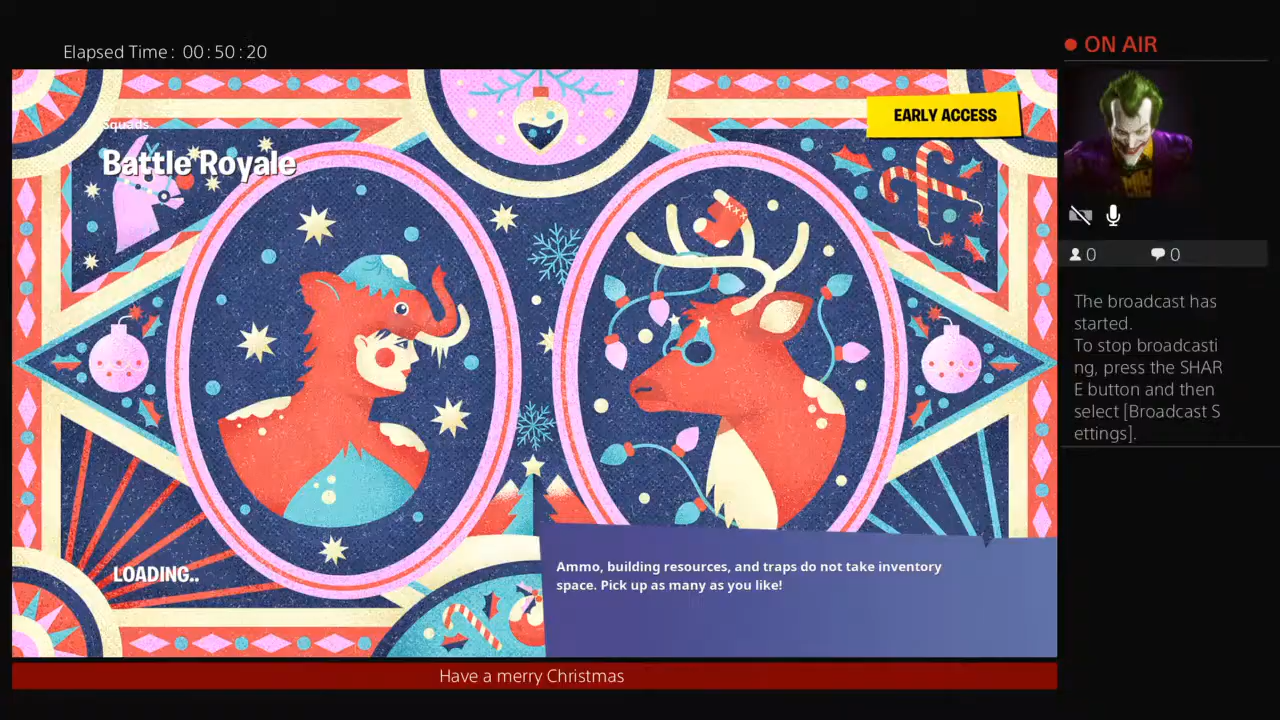 Elapsed Time: 00:50:20
ON AIR
Squads
Battle Royale
EARLY ACCESS
0
0
The broadcast has
started.
To stop broadcasti
ng, press the SHAR
E button and then
select [Broadcast S
ettings].
LOADING..
Ammo, building resources, and traps do not take inventory
space. Pick up as many as you like!
Have a merry Christmas